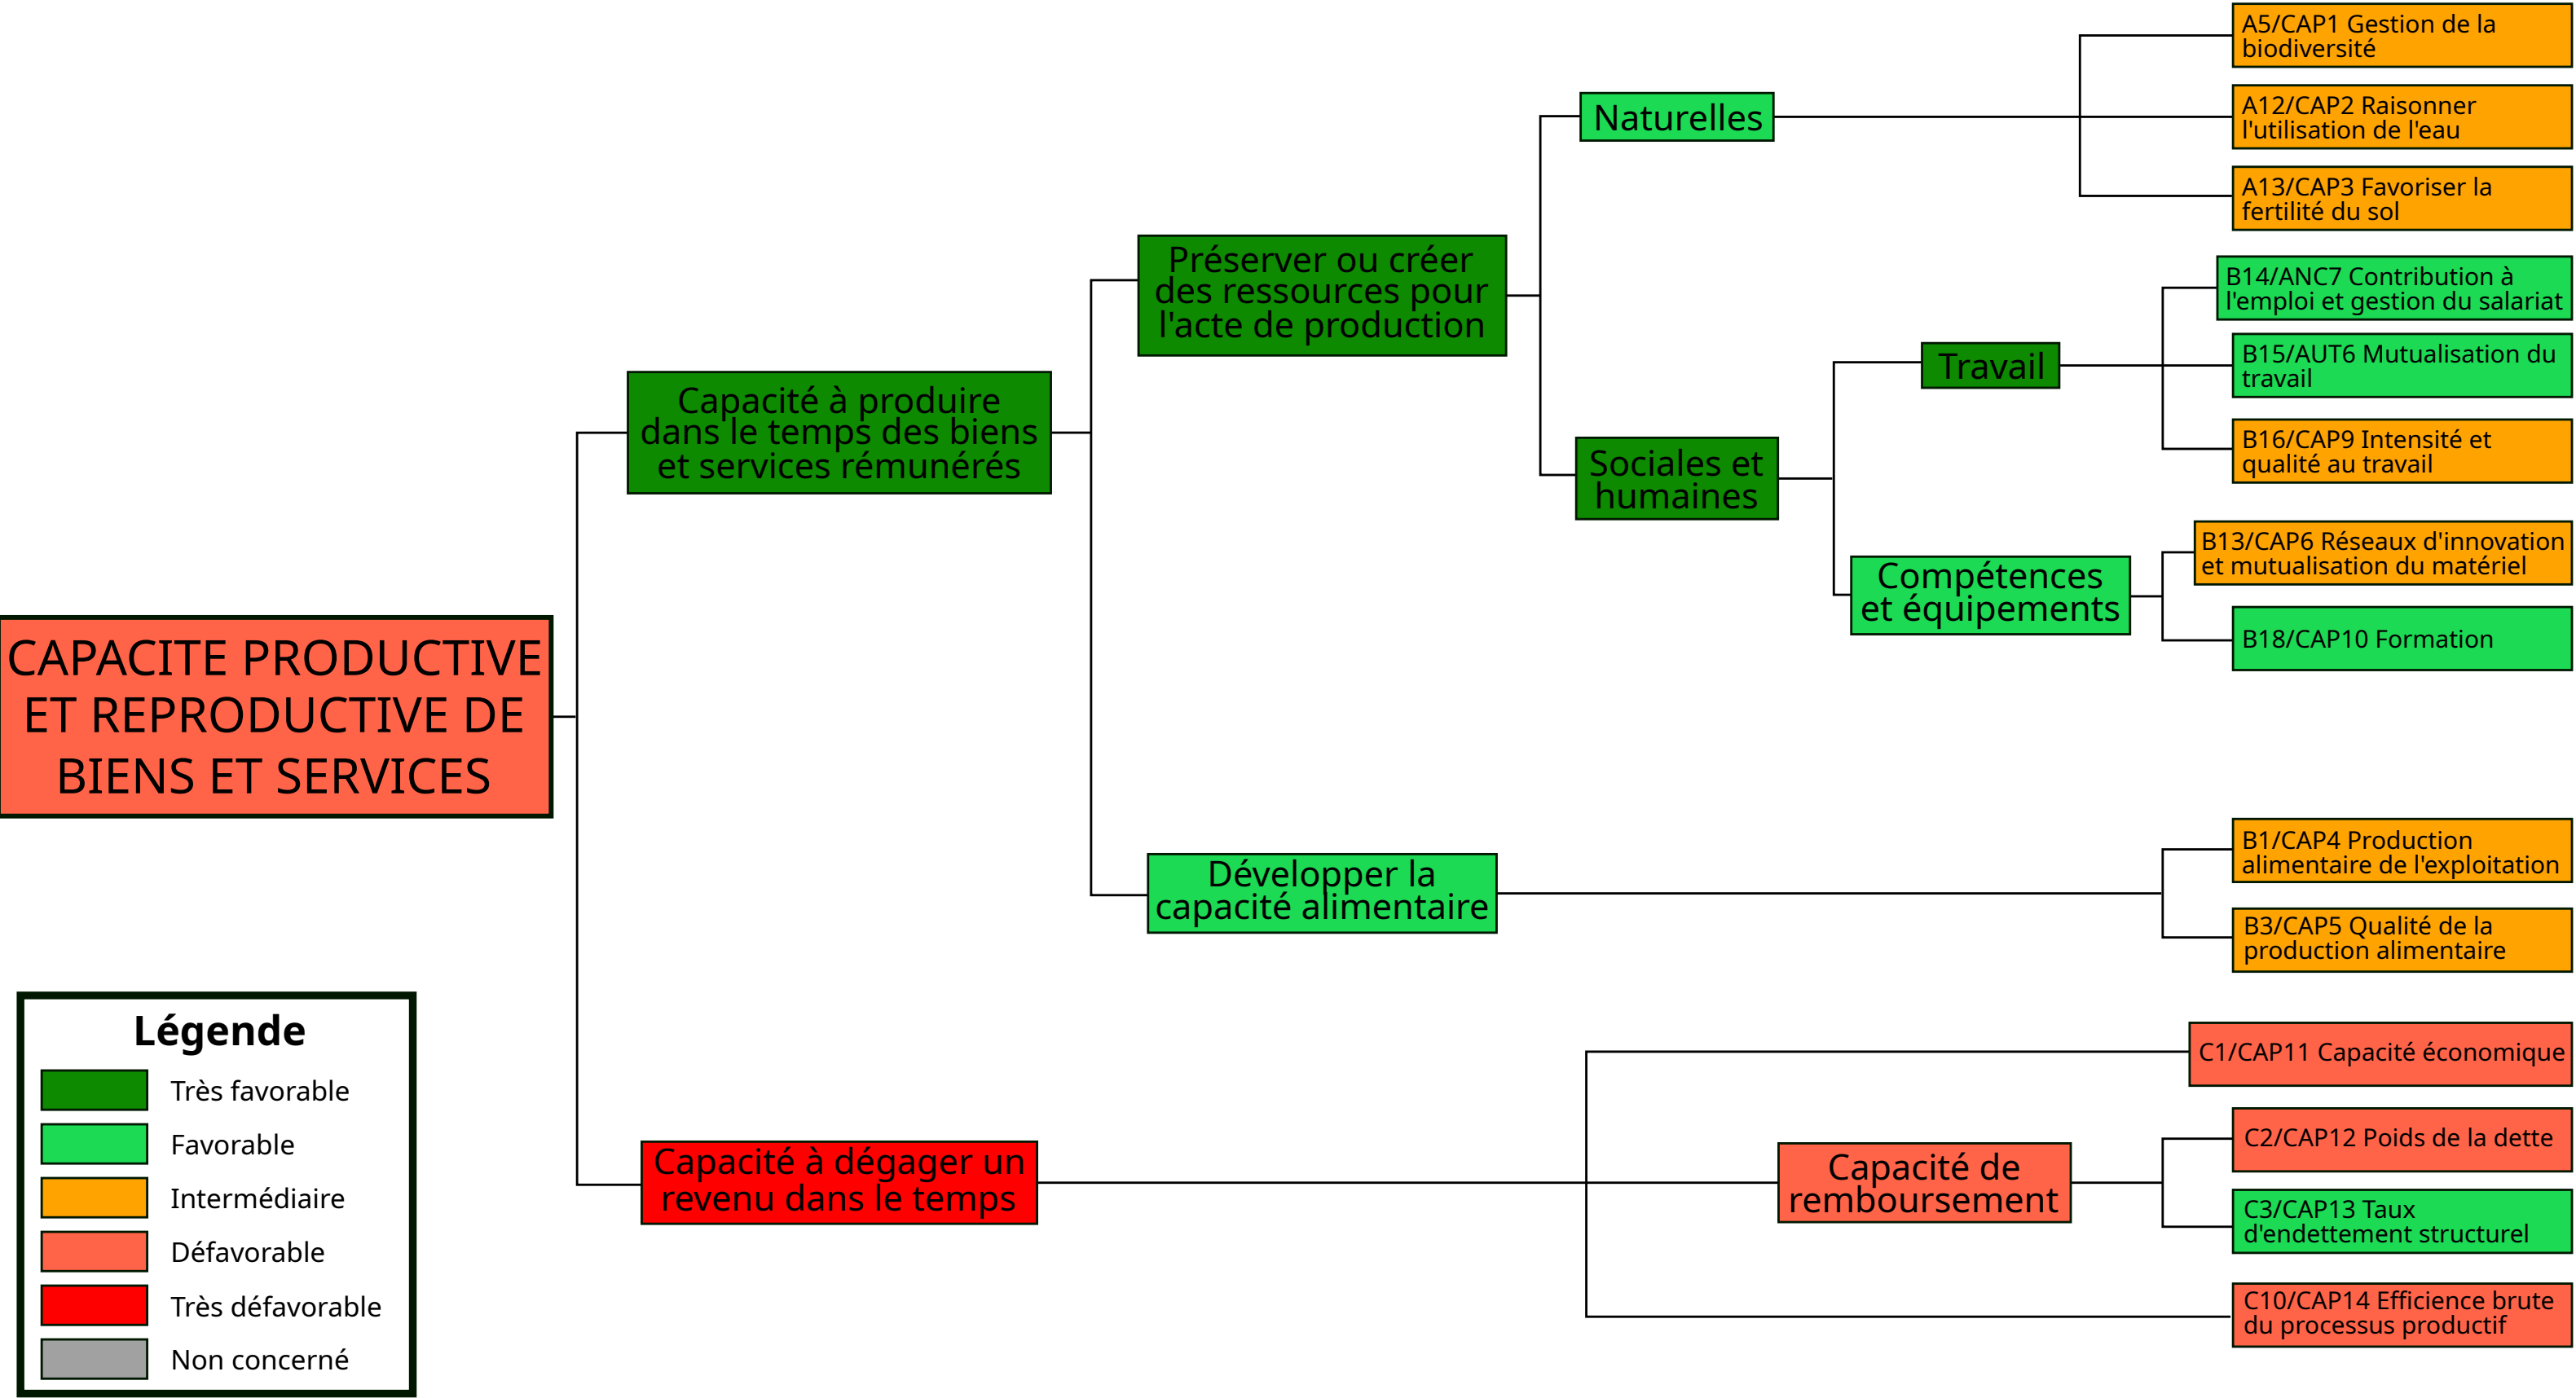 A5/CAP1 Gestion de la
biodiversité
A12/CAP2 Raisonner
l'utilisation de l'eau
A13/CAP3 Favoriser la
fertilité du sol
Naturelles
Préserver ou créer
des ressources pour
l'acte de production
B14/ANC7 Contribution à
l'emploi et gestion du salariat
B15/AUT6 Mutualisation du
travail
B16/CAP9 Intensité et
qualité au travail
Travail
Capacité à produire
dans le temps des biens
et services rémunérés
Sociales et
humaines
B13/CAP6 Réseaux d'innovation
et mutualisation du matériel
Compétences
et équipements
B18/CAP10 Formation
CAPACITE PRODUCTIVE
ET REPRODUCTIVE DE
BIENS ET SERVICES
Développer la
capacité alimentaire
B1/CAP4 Production
alimentaire de l'exploitation
B3/CAP5 Qualité de la
production alimentaire
C1/CAP11 Capacité économique
Capacité à dégager un
revenu dans le temps
Capacité de
remboursement
C2/CAP12 Poids de la dette
C3/CAP13 Taux
d'endettement structurel
C10/CAP14 Efficience brute
du processus productif
Légende
Très favorable
Favorable
Intermédiaire
Défavorable
Très défavorable
Non concerné